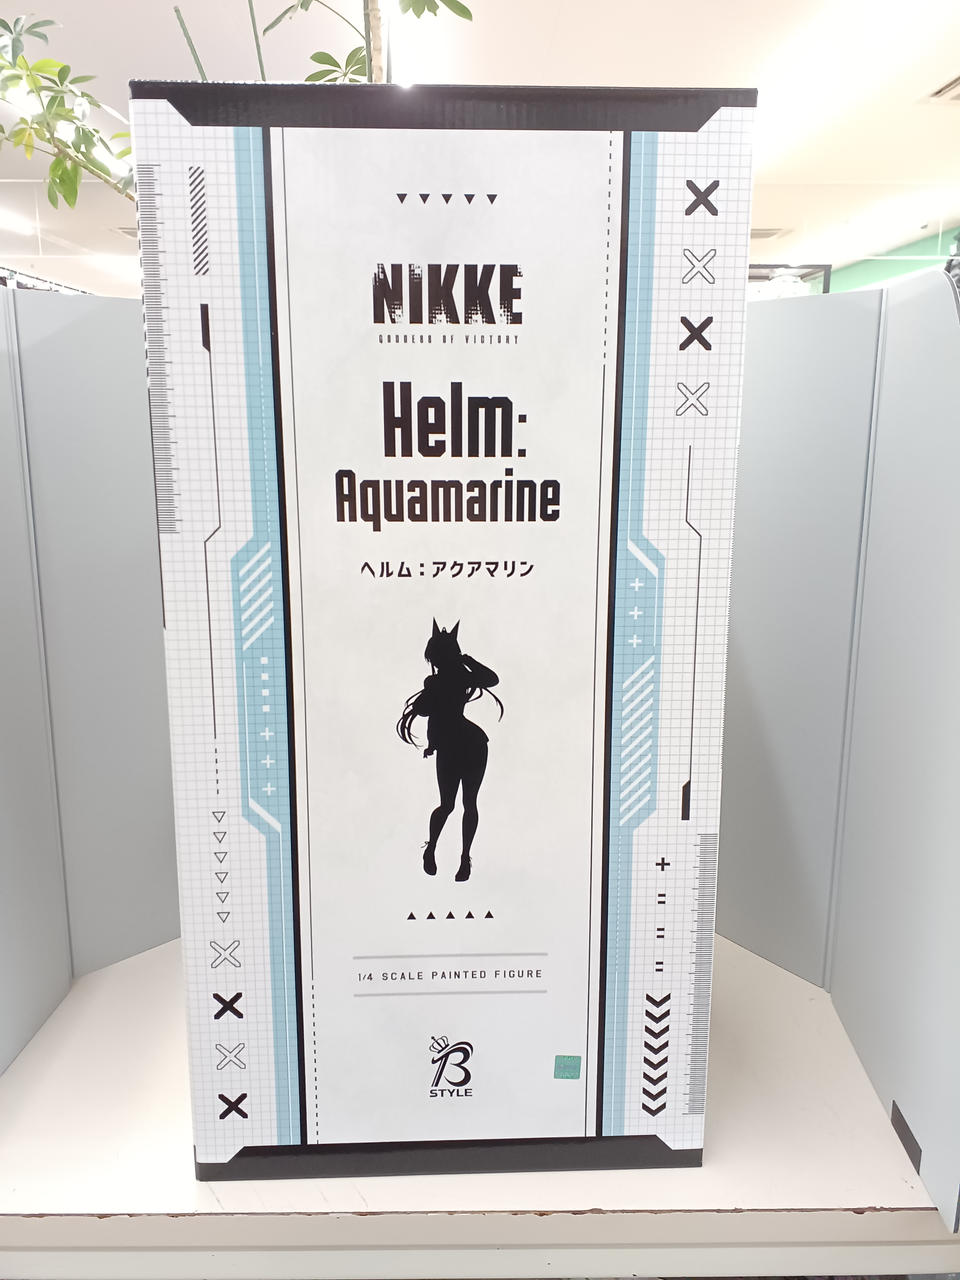 NIKKE
GODDESS OF VICTORY
Helm:
Aquamarine
ヘルム：アクアマリン
1/4 SCALE PAINTED FIGURE
B
STYLE